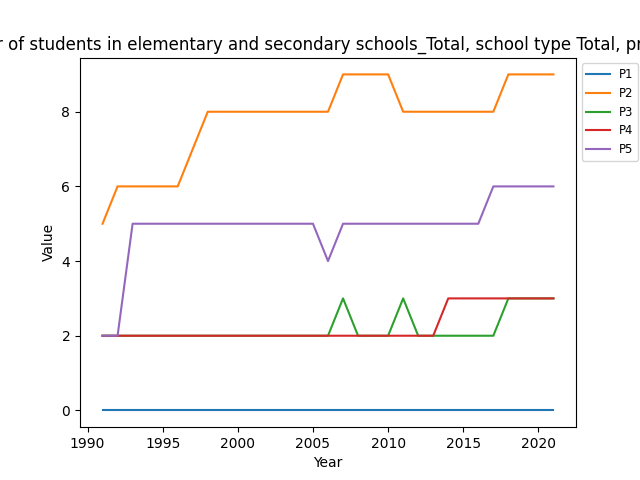 of students in elementary and secondary schools_Total, school type Total,
P1
P2
P3
P4
P5
Value
8
6
4
2
0
1990 1995 2000 2005 2010 2015 2020
Year